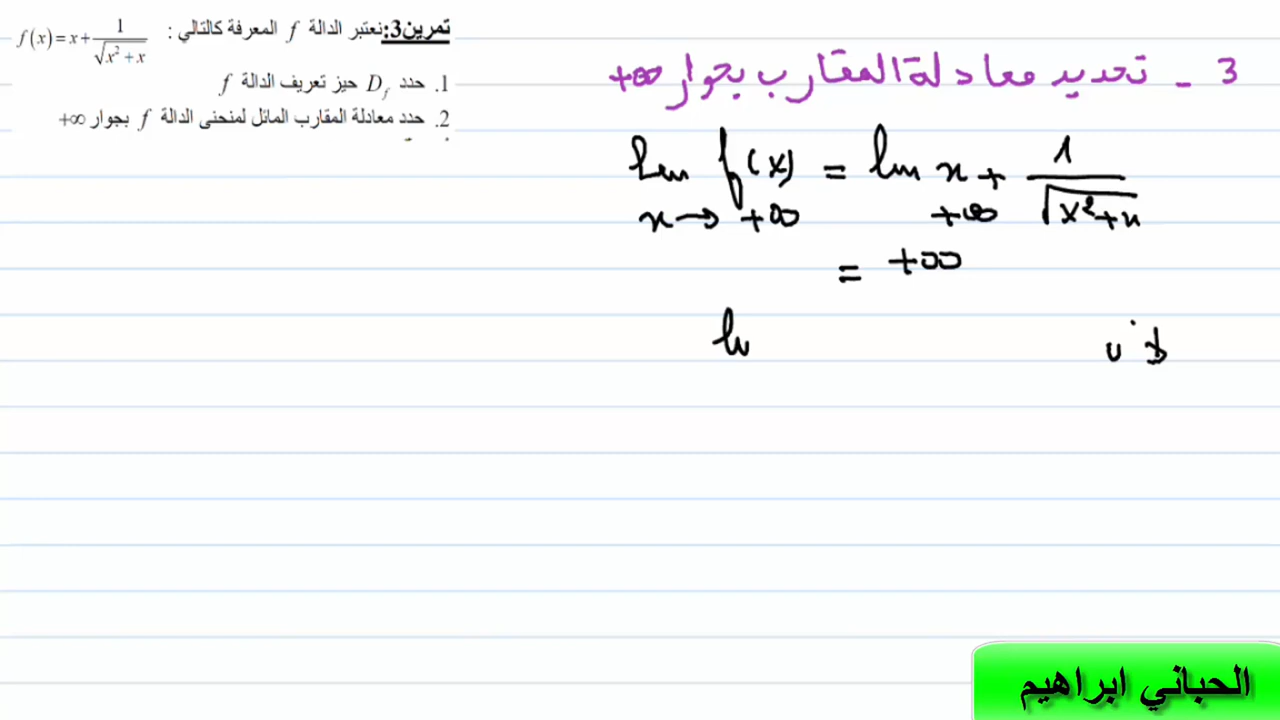 تمرين3: نعتبر الدالة f المعرفة كالتالي : f(x)=x+1/√(x²+x)
1. حدد D_f حيز تعريف الدالة f
2. حدد معادلة المقارب المائل لمنحنى الدالة f بجوار +∞
3 - تحديد معادلة المقارب بجوار +∞
lim f(x) = lim x + 1/√(x²+x)
x → +∞ +∞
= +∞
الحباني ابراهيم